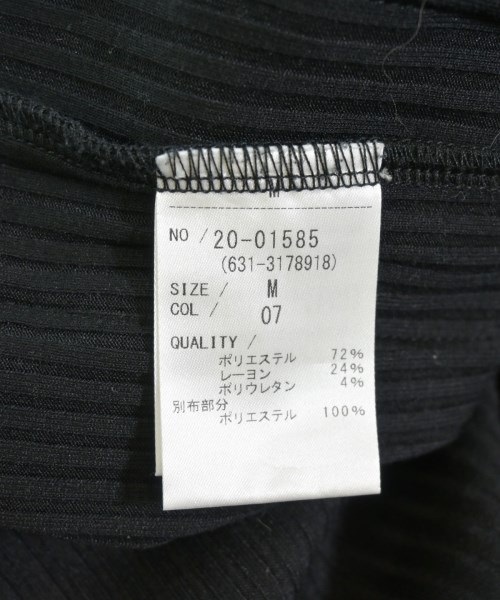 M
NO / 20-01585
(631-3178918)
SIZE / M
COL / 07
QUALITY /
ポリエステル 72%
レーヨン 24%
ポリウレタン 4%
別布部分
ポリエステル 100%